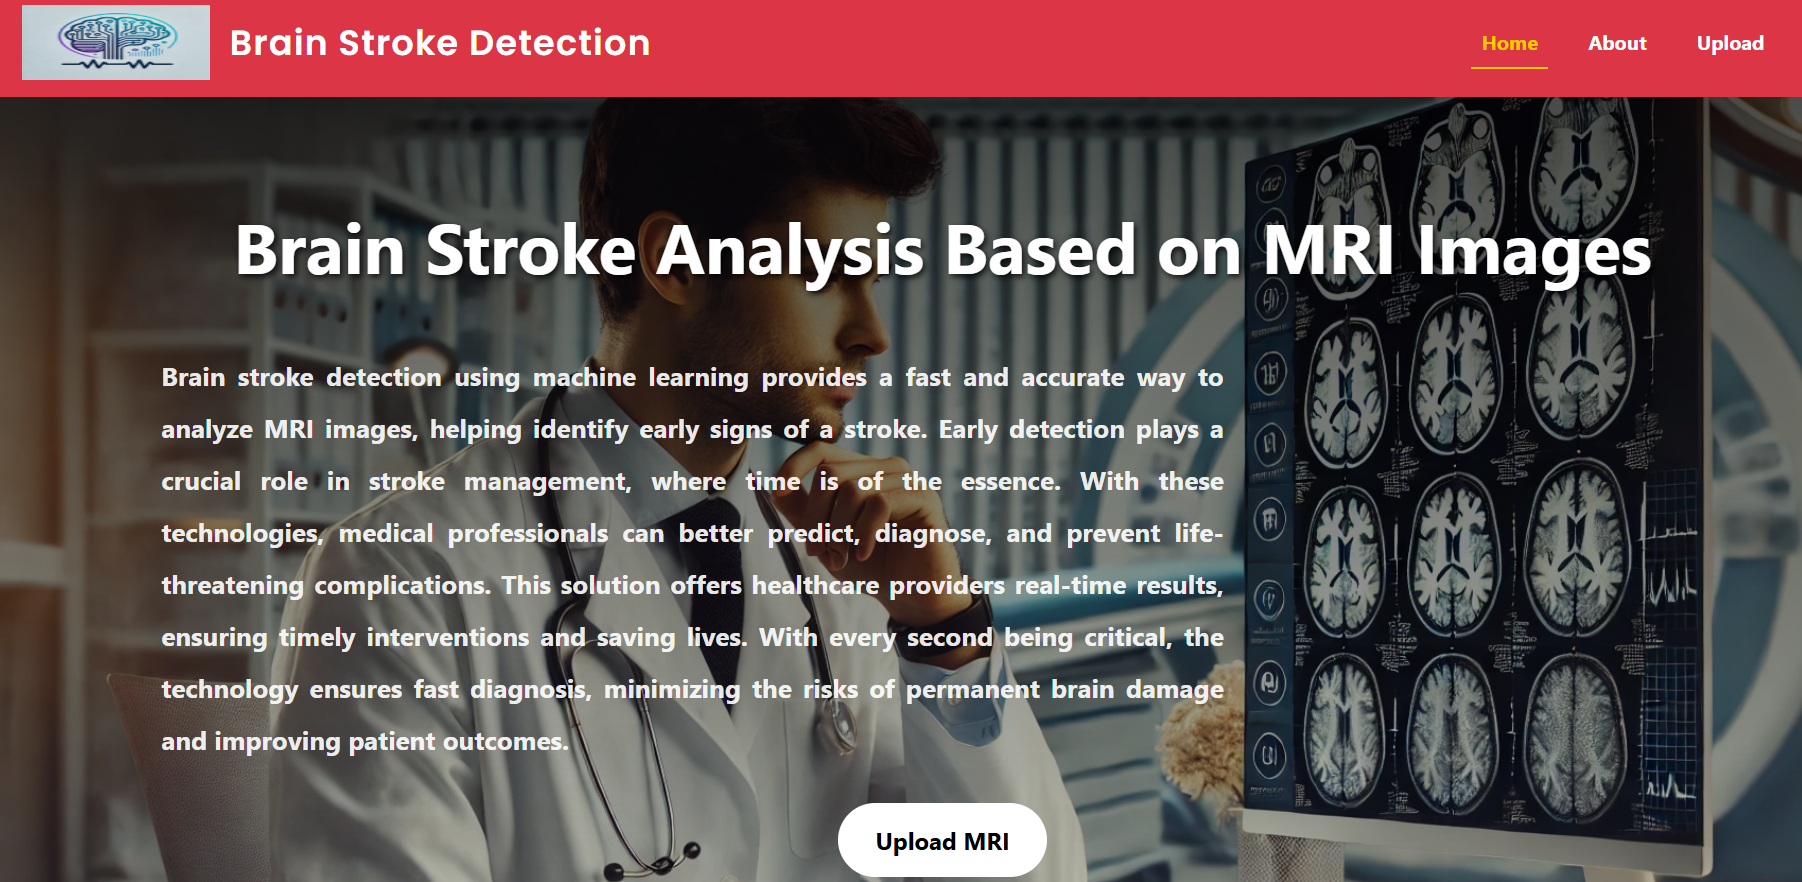 Brain Stroke Detection
Home
About
Upload
Brain Stroke Analysis Based on MRI Images
Brain stroke detection using machine learning provides a fast and accurate way to
analyze MRI images, helping identify early signs of a stroke. Early detection plays a
crucial role in stroke management, where time is of the essence. With these
technologies, medical professionals can better predict, diagnose, and prevent life-
threatening complications. This solution offers healthcare providers real-time results,
ensuring timely interventions and saving lives. With every second being critical, the
technology ensures fast diagnosis, minimizing the risks of permanent brain damage
and improving patient outcomes.
Upload MRI